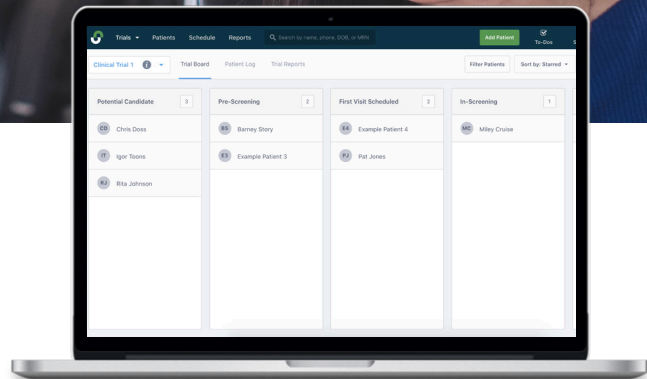 Trials Patients Schedule Reports Search by name, phone, DOB, or MRN Add Patient To-Dos
Clinical Trial 1 i Trial Board Patient Log Trial Reports Filter Patients Sort by: Starred
Potential Candidate 3 Pre-Screening 2 First Visit Scheduled 2 In-Screening 1
CD Chris Doss BS Barney Story E4 Example Patient 4 MC Miley Cruise
IT Igor Toons E3 Example Patient 3 PJ Pat Jones
RJ Rita Johnson